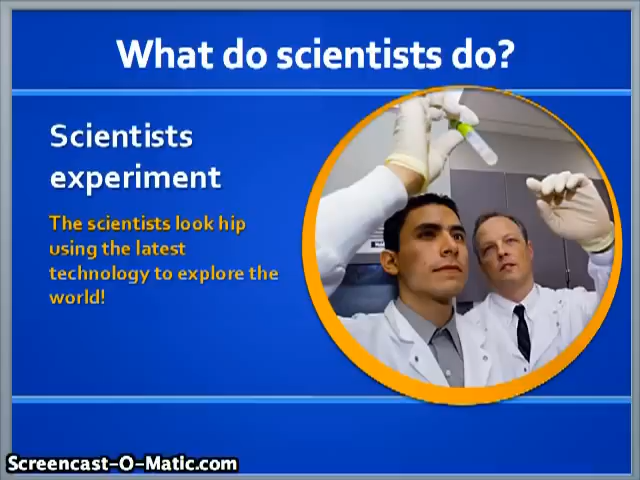 What do scientists do?
Scientists
experiment
The scientists look hip
using the latest
technology to explore the
world!
Screencast-O-Matic.com